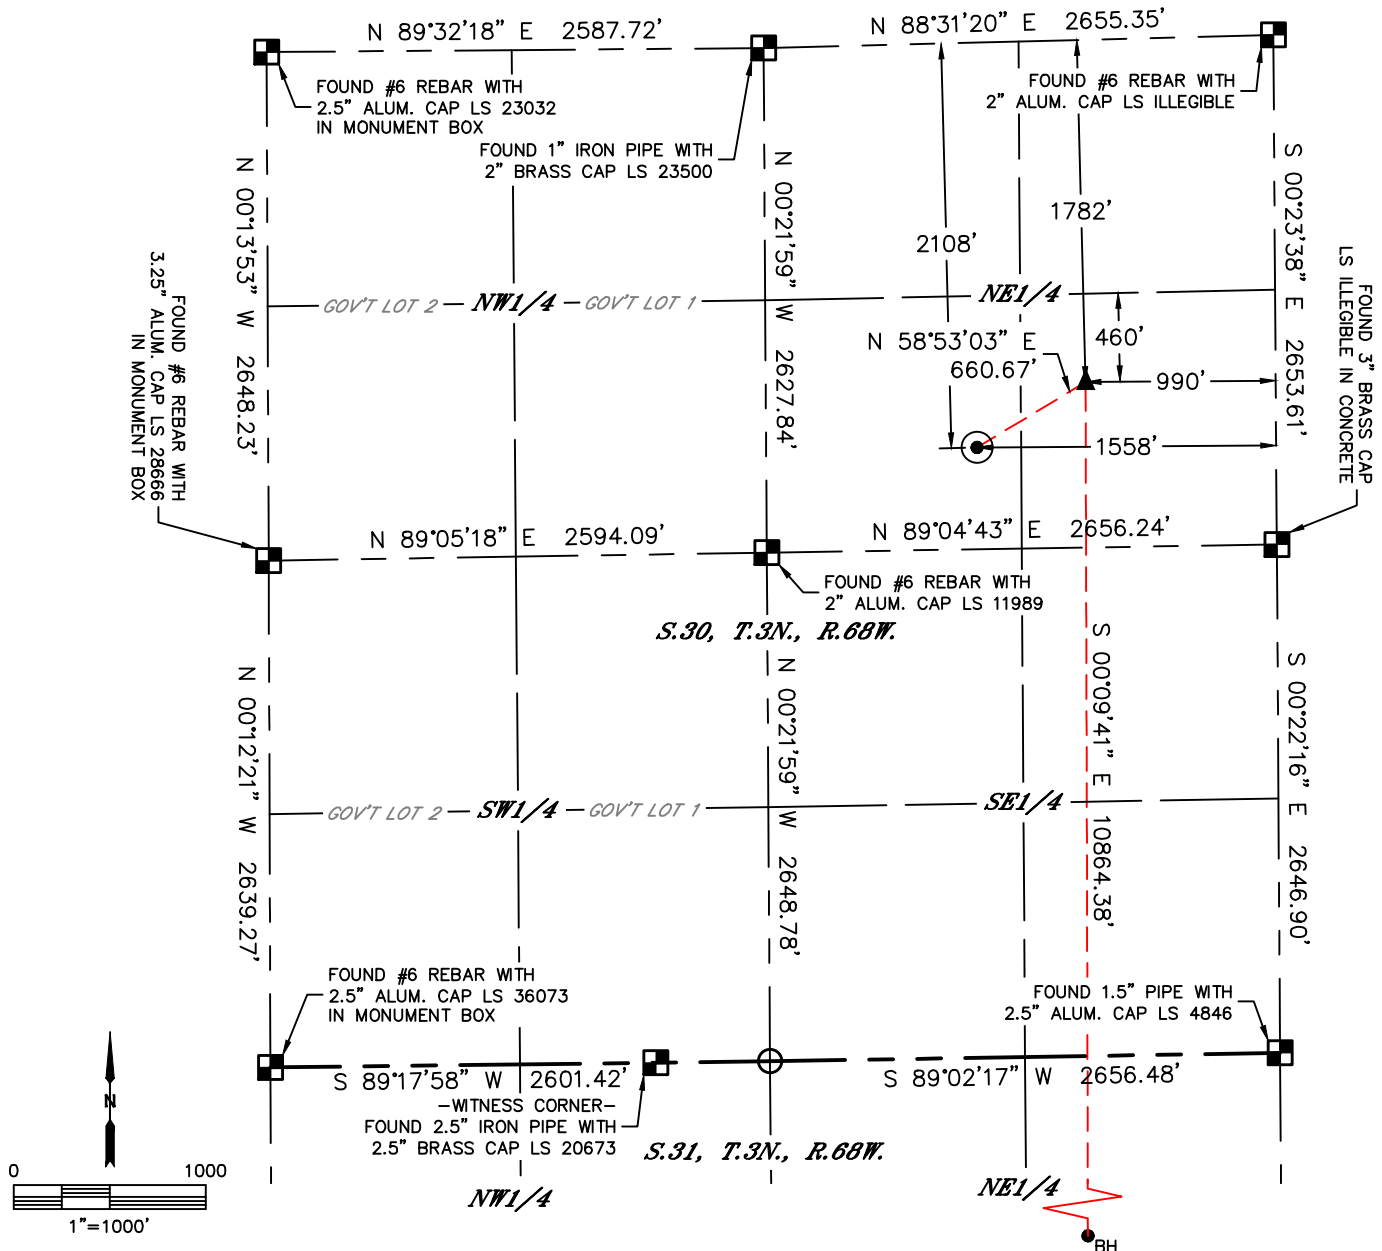 N 89°32'18" E 2587.72'
N 88°31'20" E 2655.35'
FOUND #6 REBAR WITH
2.5" ALUM. CAP LS 23032
IN MONUMENT BOX
FOUND 1" IRON PIPE WITH
2" BRASS CAP LS 23500
FOUND #6 REBAR WITH
2" ALUM. CAP LS ILLEGIBLE
N 00°13'53" W 2648.23'
N 00°21'59" W 2627.84'
S 00°23'38" E 2653.61'
2108'
1782'
FOUND #6 REBAR WITH
3.25" ALUM. CAP LS 28666
IN MONUMENT BOX
FOUND 3" BRASS CAP
LS ILLEGIBLE IN CONCRETE
GOV'T LOT 2
NW1/4
GOV'T LOT 1
NE1/4
N 58°53'03" E
660.67'
460'
990'
1558'
N 89°05'18" E 2594.09'
N 89°04'43" E 2656.24'
FOUND #6 REBAR WITH
2" ALUM. CAP LS 11989
S.30, T.3N., R.68W.
N 00°12'21" W 2639.27'
N 00°21'59" W 2648.78'
S 00°09'41" E 10864.38'
S 00°22'16" E 2646.90'
GOV'T LOT 2
SW1/4
GOV'T LOT 1
SE1/4
FOUND #6 REBAR WITH
2.5" ALUM. CAP LS 36073
IN MONUMENT BOX
FOUND 1.5" PIPE WITH
2.5" ALUM. CAP LS 4846
S 89°17'58" W 2601.42'
S 89°02'17" W 2656.48'
-WITNESS CORNER-
FOUND 2.5" IRON PIPE WITH
2.5" BRASS CAP LS 20673
S.31, T.3N., R.68W.
NW1/4
NE1/4
N
0 1000
1"=1000'
BH